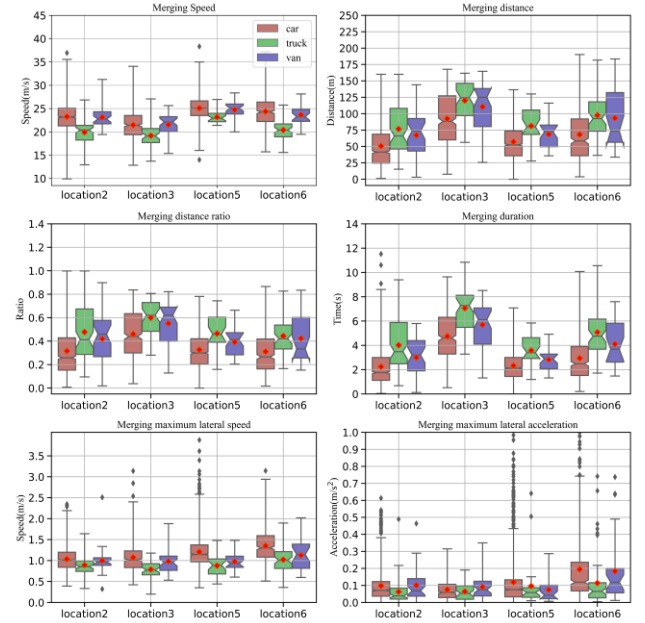 Merging Speed
Speed(m/s)
45
40
35
30
25
20
15
10
car
truck
van
location2 location3 location5 location6
Merging distance
Distance(m)
250
225
200
175
150
125
100
75
50
25
0
location2 location3 location5 location6
Merging distance ratio
Ratio
1.4
1.2
1.0
0.8
0.6
0.4
0.2
0.0
location2 location3 location5 location6
Merging duration
Time(s)
14
12
10
8
6
4
2
0
location2 location3 location5 location6
Merging maximum lateral speed
Speed(m/s)
3.5
3.0
2.5
2.0
1.5
1.0
0.5
0.0
location2 location3 location5 location6
Merging maximum lateral acceleration
Acceleration(m/s²)
1.0
0.9
0.8
0.7
0.6
0.5
0.4
0.3
0.2
0.1
0.0
location2 location3 location5 location6